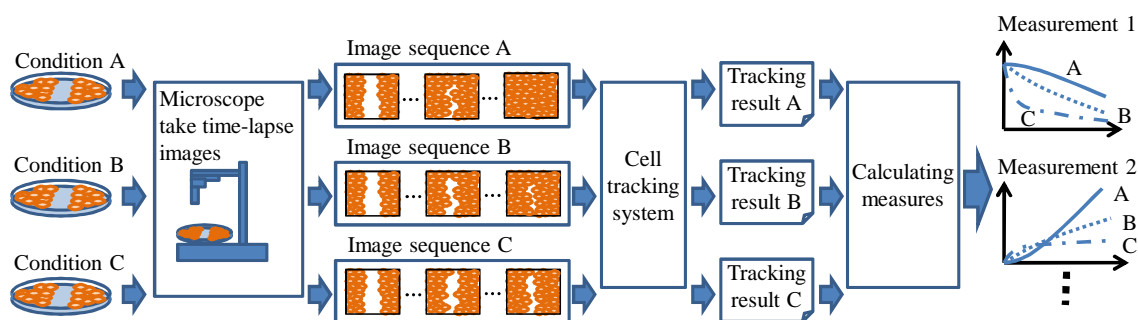 Condition A
Condition B
Condition C
Microscope
take time-lapse
images
Image sequence A
... ...
Image sequence B
... ...
Image sequence C
... ...
Cell
tracking
system
Tracking
result A
Tracking
result B
Tracking
result C
Calculating
measures
Measurement 1
A
B
C
Measurement 2
A
B
C